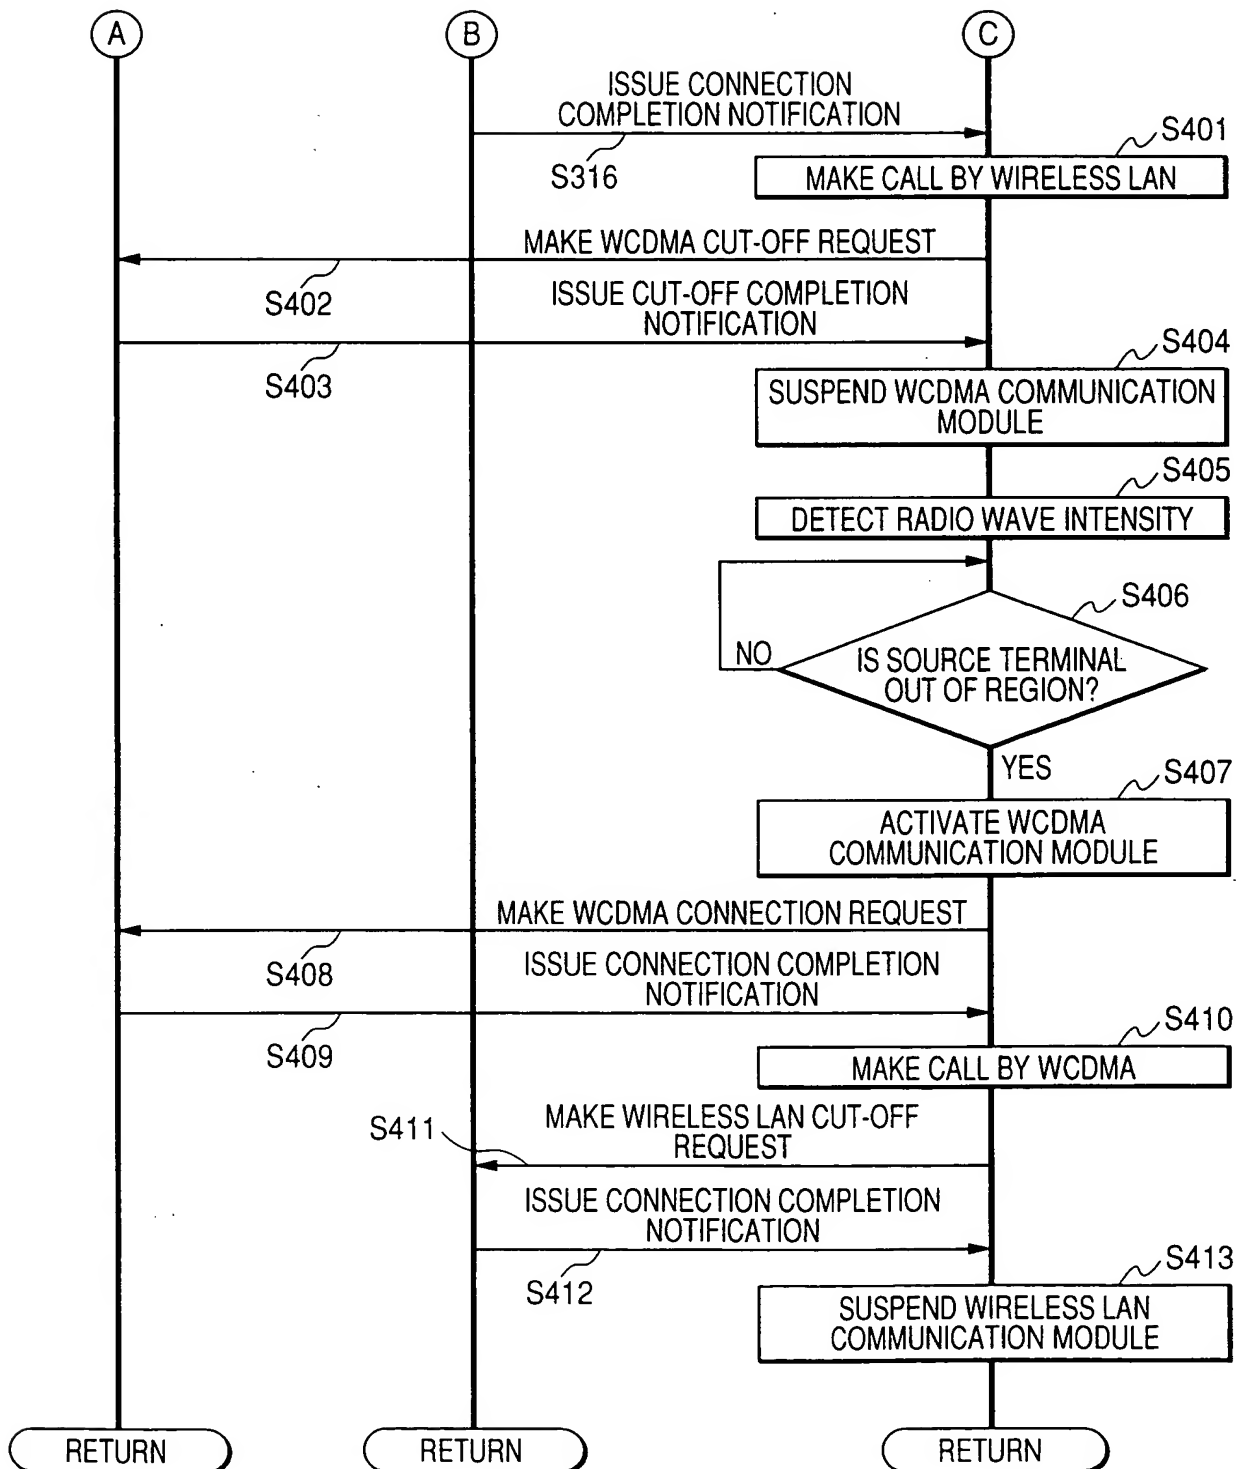 A
B
C
ISSUE CONNECTION
COMPLETION NOTIFICATION
S316
S401
MAKE CALL BY WIRELESS LAN
MAKE WCDMA CUT-OFF REQUEST
S402
ISSUE CUT-OFF COMPLETION
NOTIFICATION
S403
S404
SUSPEND WCDMA COMMUNICATION
MODULE
S405
DETECT RADIO WAVE INTENSITY
S406
NO
IS SOURCE TERMINAL
OUT OF REGION?
YES
S407
ACTIVATE WCDMA
COMMUNICATION MODULE
MAKE WCDMA CONNECTION REQUEST
S408
ISSUE CONNECTION COMPLETION
NOTIFICATION
S409
S410
MAKE CALL BY WCDMA
MAKE WIRELESS LAN CUT-OFF
REQUEST
S411
ISSUE CONNECTION COMPLETION
NOTIFICATION
S412
S413
SUSPEND WIRELESS LAN
COMMUNICATION MODULE
RETURN
RETURN
RETURN